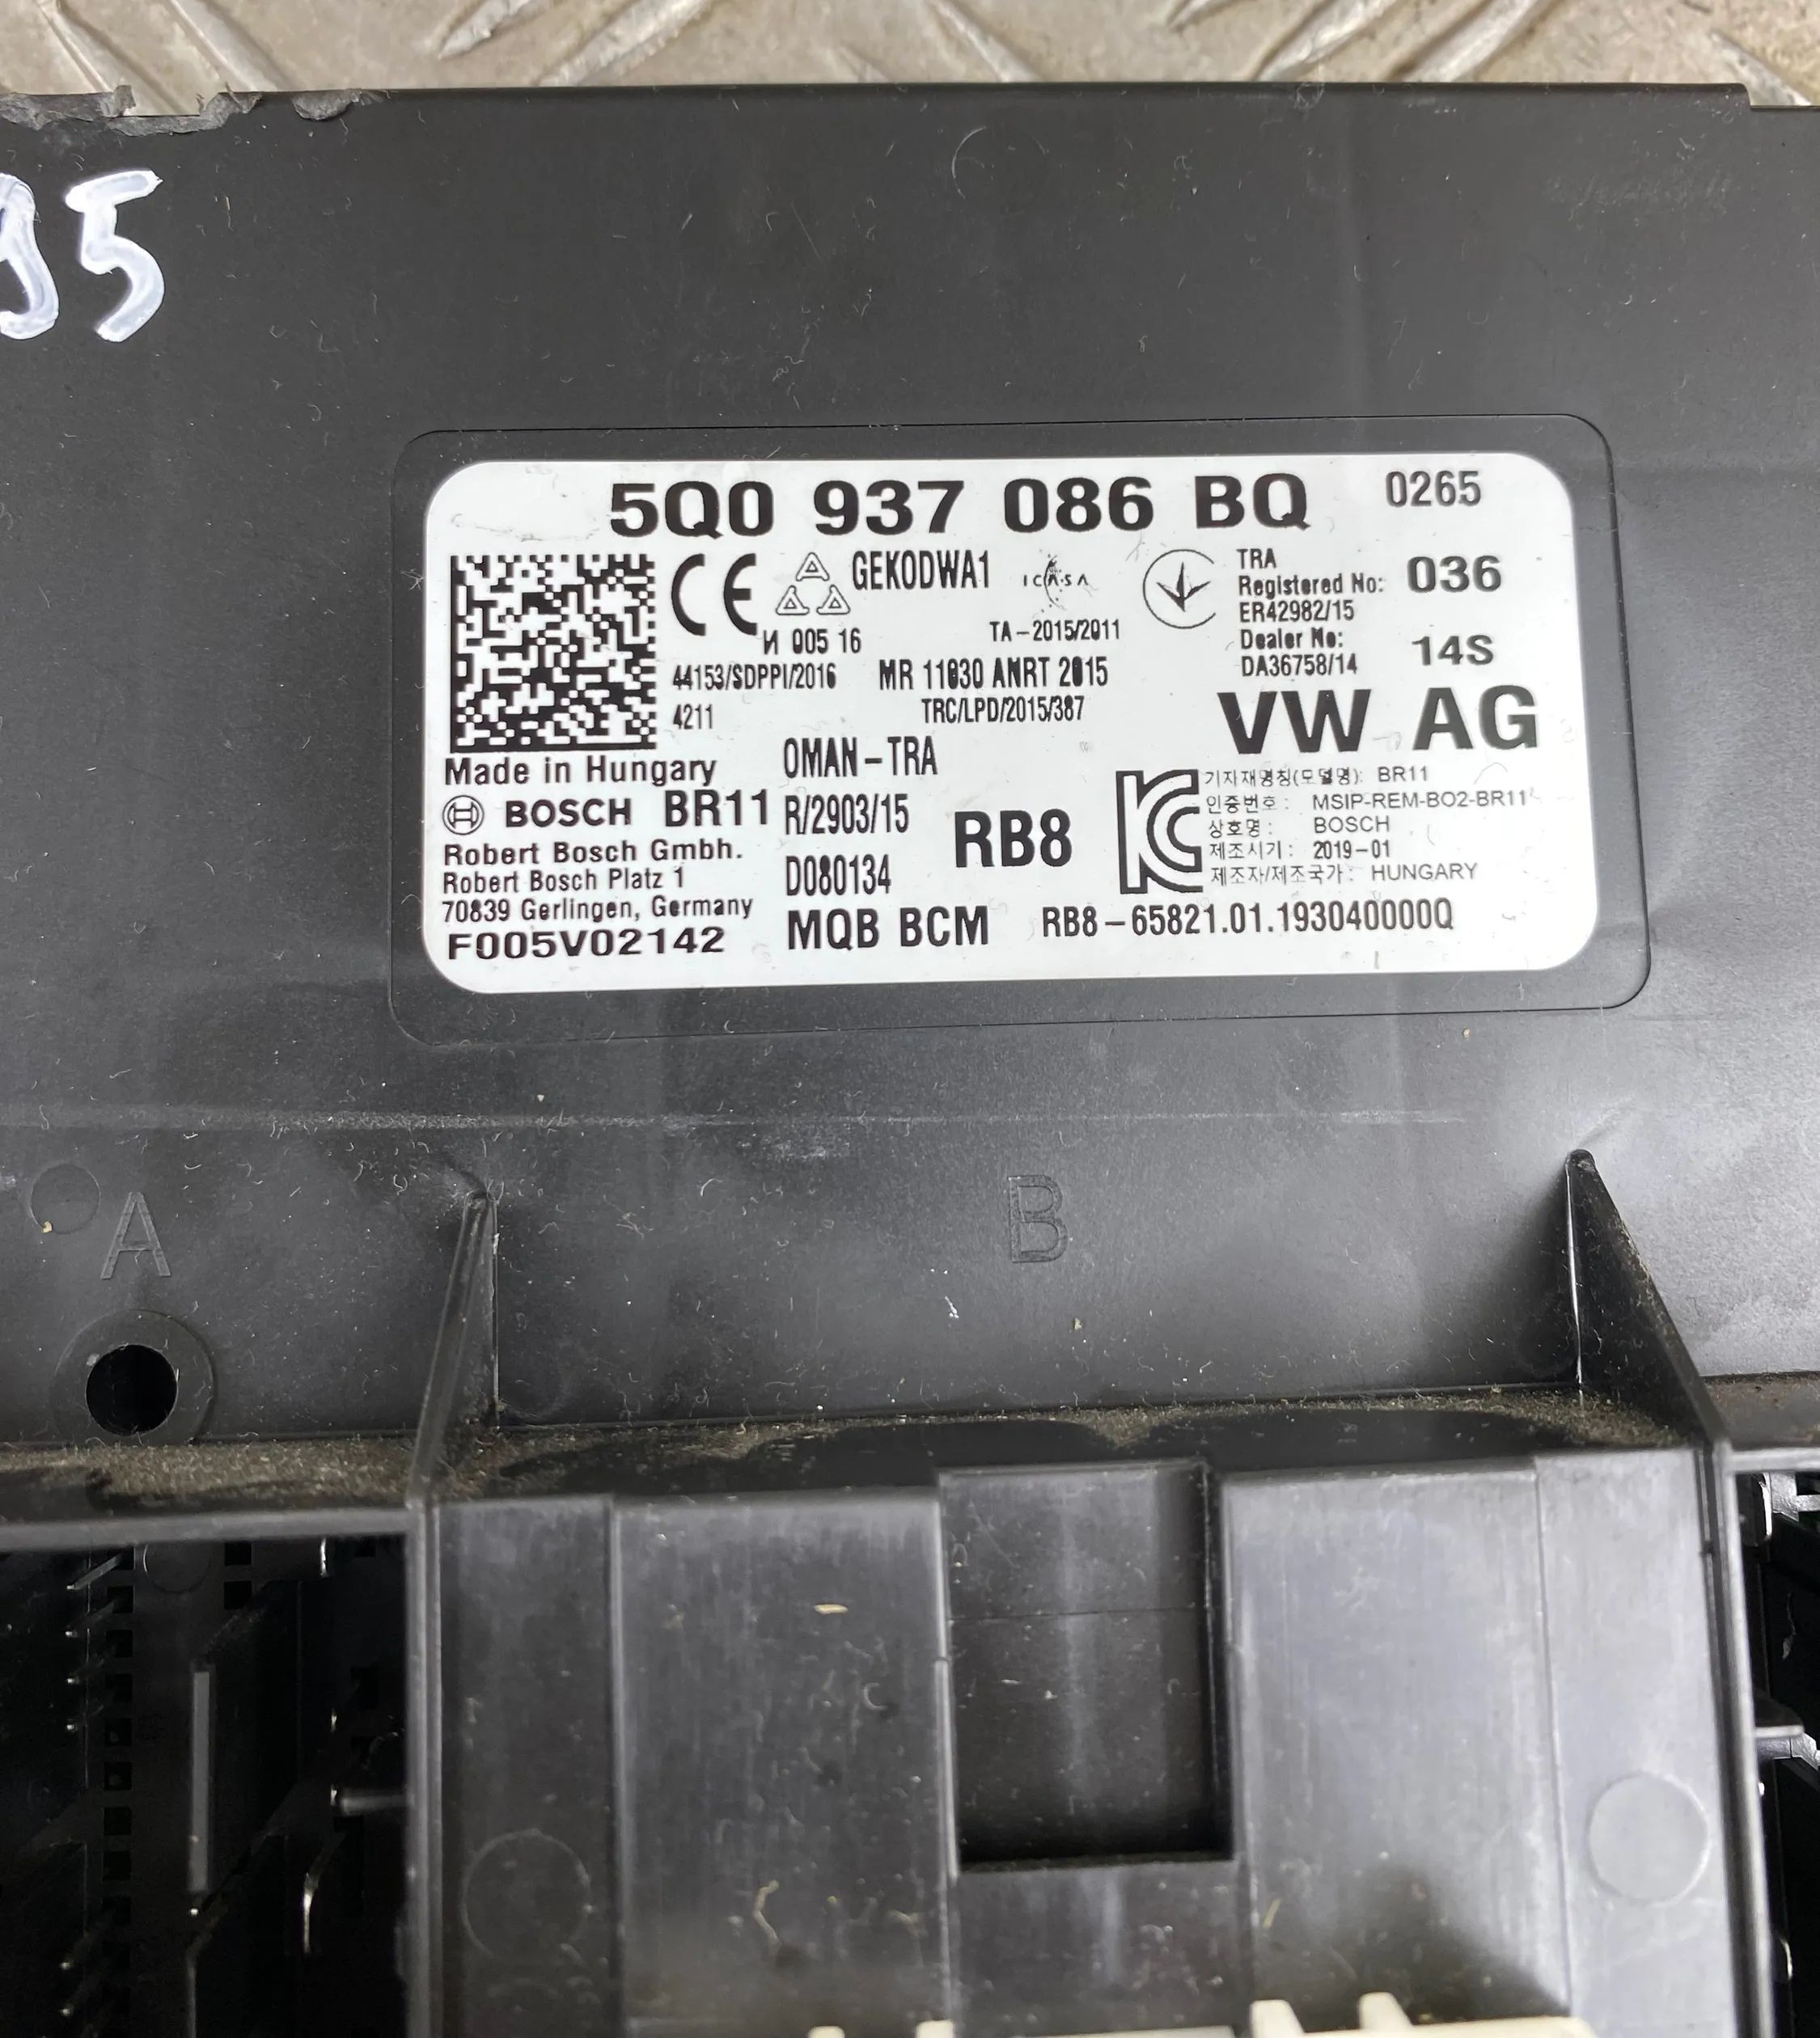 95
5Q0 937 086 BQ 0265
CE GEKODWA1 ICASA
И 005 16 TA-2015/2011
44153/SDPPI/2016 MR 11030 ANRT 2015
4211 TRC/LPD/2015/387
TRA
Registered No: 036
ER42982/15
Dealer No: 14S
DA36758/14
VW AG
Made in Hungary
BOSCH BR11
Robert Bosch Gmbh.
Robert Bosch Platz 1
70839 Gerlingen, Germany
F005V02142
OMAN-TRA
R/2903/15
D080134
MQB BCM
RB8
기자재명칭(모델명): BR11
인증번호: MSIP-REM-BO2-BR11
상호명: BOSCH
제조시기: 2019-01
제조자/제조국가: HUNGARY
RB8-65821.01.193040000Q
A
B